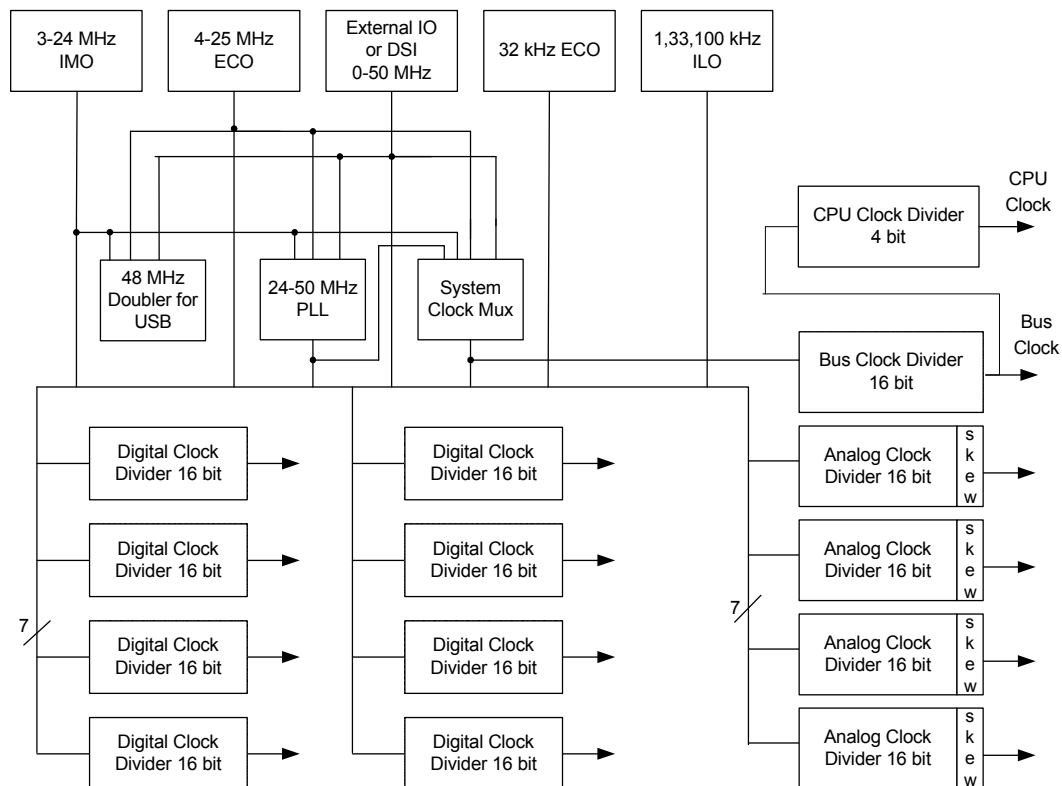 3-24 MHz
IMO
4-25 MHz
ECO
External IO
or DSI
0-50 MHz
32 kHz ECO
1,33,100 kHz
ILO
CPU
Clock
CPU Clock Divider
4 bit
48 MHz
Doubler for
USB
24-50 MHz
PLL
System
Clock Mux
Bus
Clock
Bus Clock Divider
16 bit
Digital Clock
Divider 16 bit
Digital Clock
Divider 16 bit
Analog Clock
Divider 16 bit
s
k
e
w
Digital Clock
Divider 16 bit
Digital Clock
Divider 16 bit
Analog Clock
Divider 16 bit
s
k
e
w
7
7
Digital Clock
Divider 16 bit
Digital Clock
Divider 16 bit
Analog Clock
Divider 16 bit
s
k
e
w
Digital Clock
Divider 16 bit
Digital Clock
Divider 16 bit
Analog Clock
Divider 16 bit
s
k
e
w